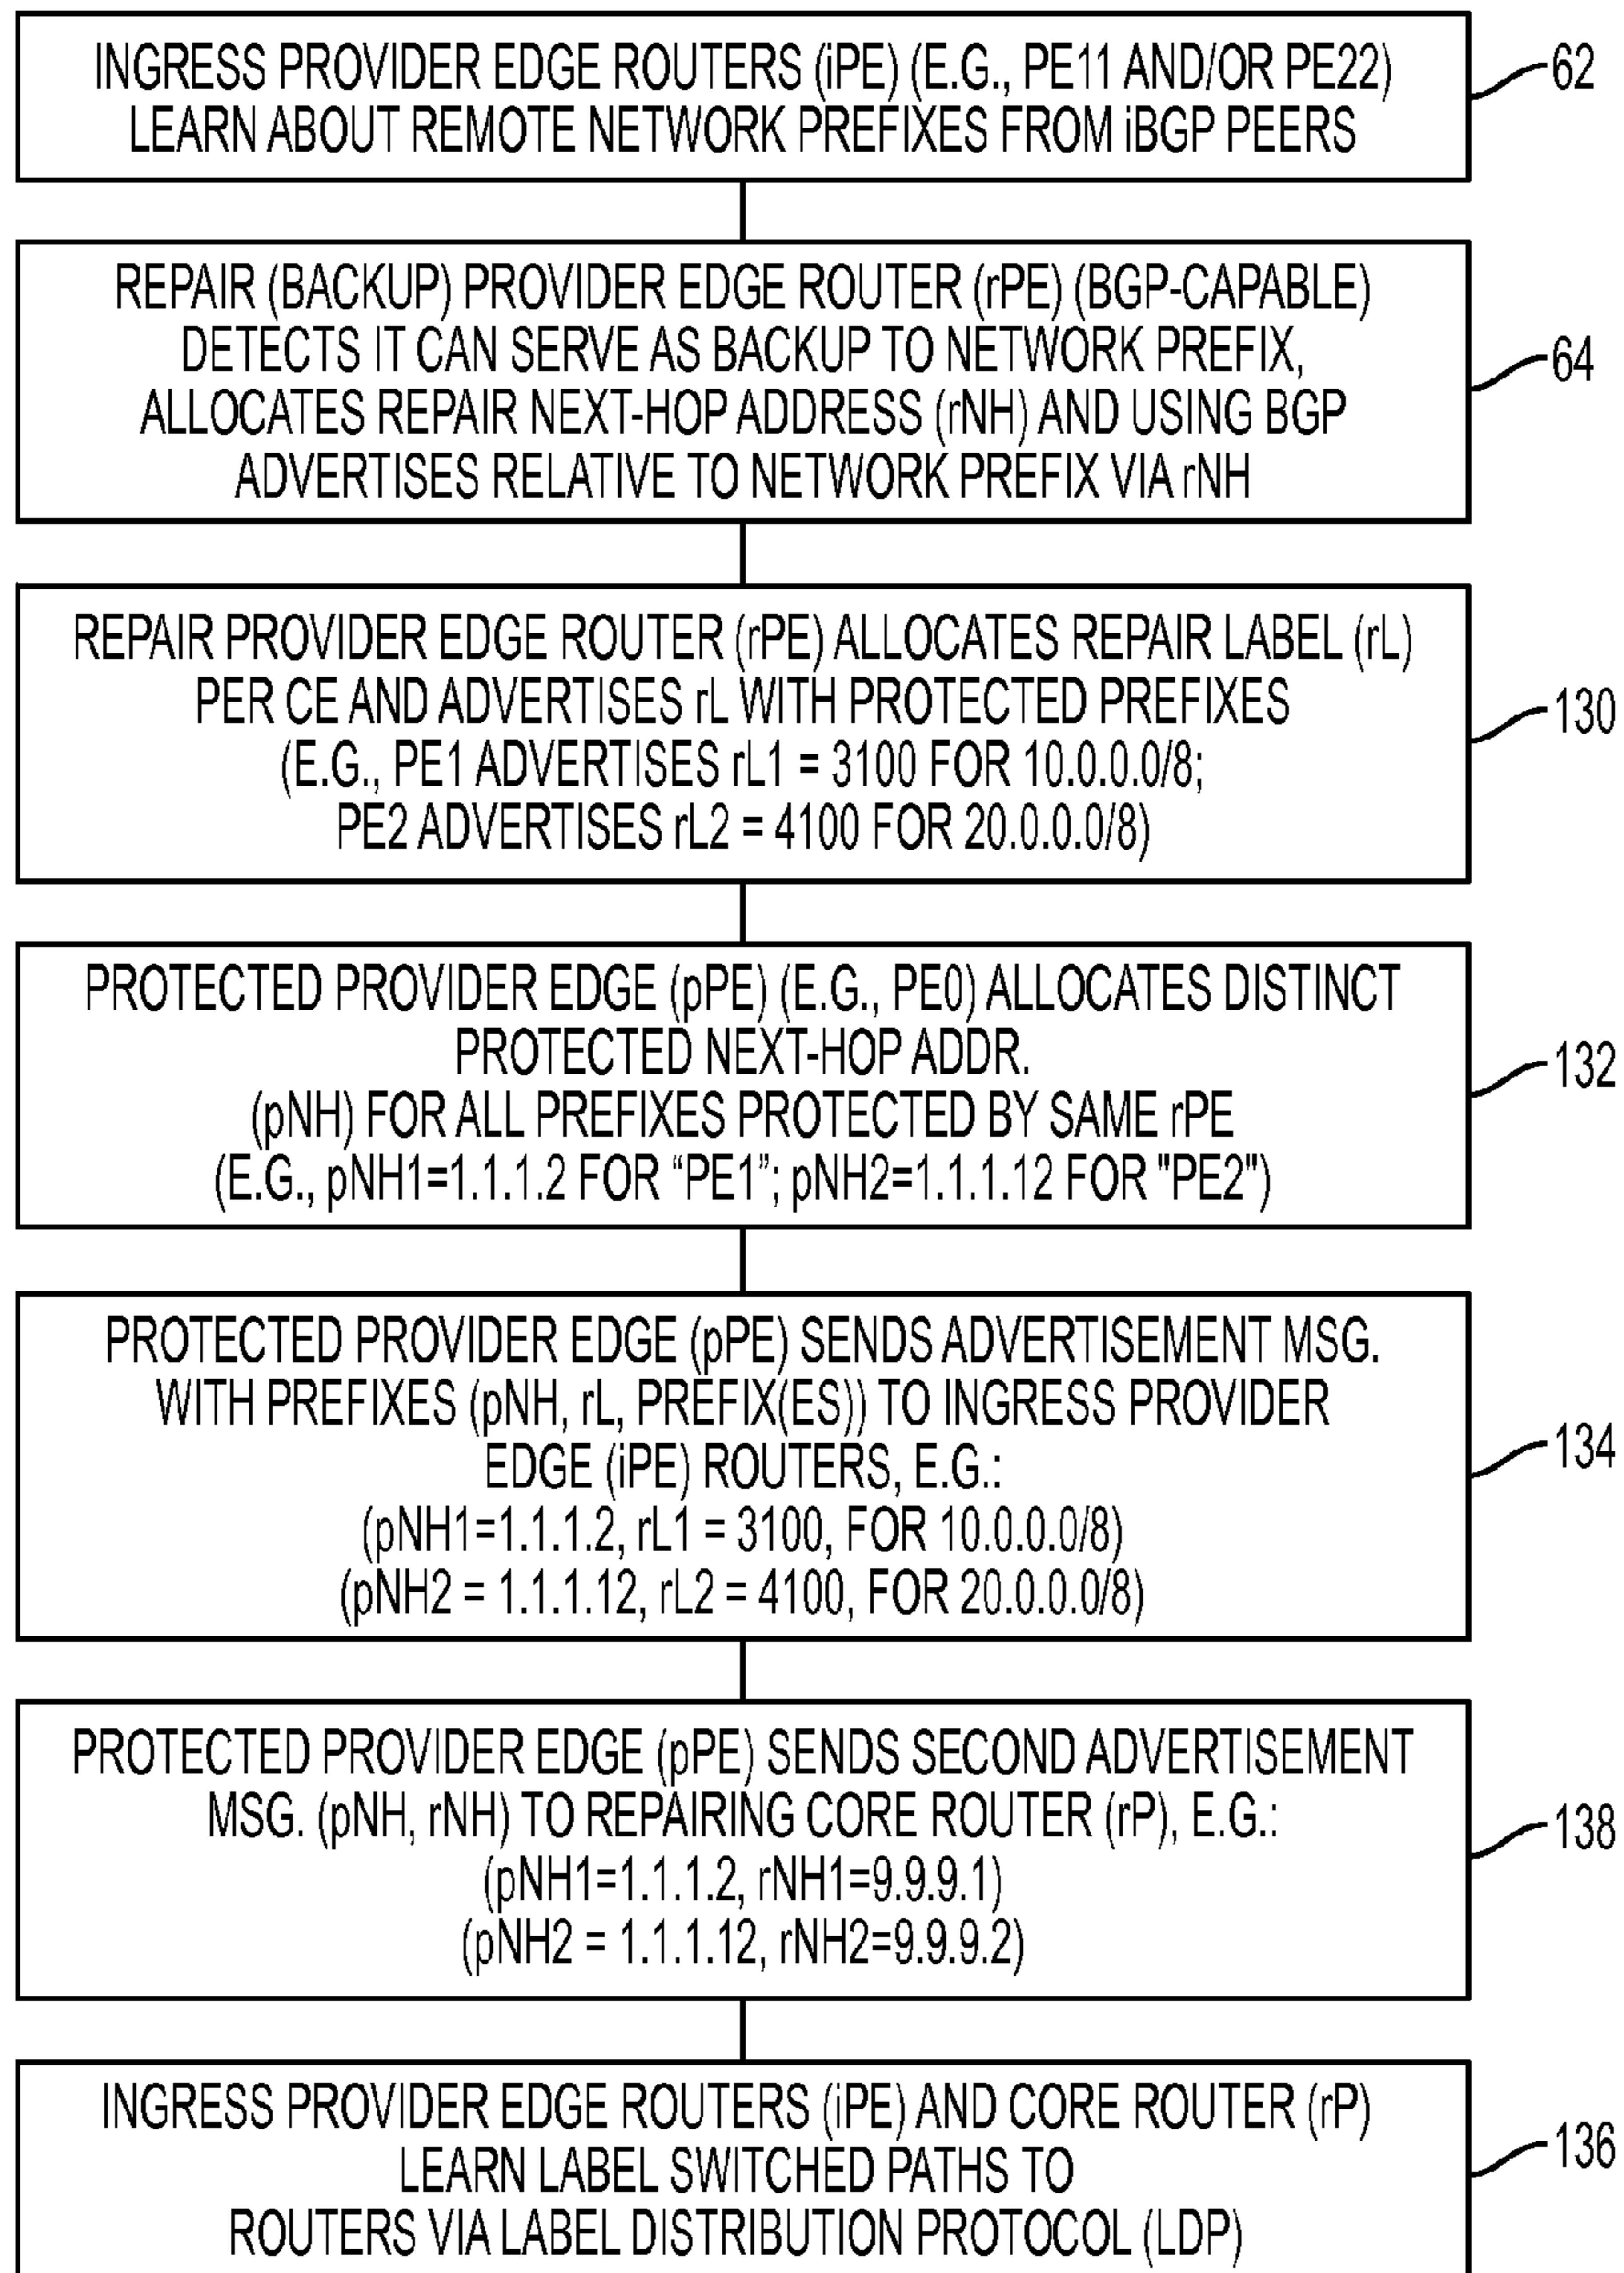 INGRESS PROVIDER EDGE ROUTERS (iPE) (E.G., PE11 AND/OR PE22)
LEARN ABOUT REMOTE NETWORK PREFIXES FROM iBGP PEERS
62
REPAIR (BACKUP) PROVIDER EDGE ROUTER (rPE) (BGP-CAPABLE)
DETECTS IT CAN SERVE AS BACKUP TO NETWORK PREFIX,
ALLOCATES REPAIR NEXT-HOP ADDRESS (rNH) AND USING BGP
ADVERTISES RELATIVE TO NETWORK PREFIX VIA rNH
64
REPAIR PROVIDER EDGE ROUTER (rPE) ALLOCATES REPAIR LABEL (rL)
PER CE AND ADVERTISES rL WITH PROTECTED PREFIXES
(E.G., PE1 ADVERTISES rL1 = 3100 FOR 10.0.0.0/8;
PE2 ADVERTISES rL2 = 4100 FOR 20.0.0.0/8)
130
PROTECTED PROVIDER EDGE (pPE) (E.G., PE0) ALLOCATES DISTINCT
PROTECTED NEXT-HOP ADDR.
(pNH) FOR ALL PREFIXES PROTECTED BY SAME rPE
(E.G., pNH1=1.1.1.2 FOR “PE1”; pNH2=1.1.1.12 FOR "PE2")
132
PROTECTED PROVIDER EDGE (pPE) SENDS ADVERTISEMENT MSG.
WITH PREFIXES (pNH, rL, PREFIX(ES)) TO INGRESS PROVIDER
EDGE (iPE) ROUTERS, E.G.:
(pNH1=1.1.1.2, rL1 = 3100, FOR 10.0.0.0/8)
(pNH2 = 1.1.1.12, rL2 = 4100, FOR 20.0.0.0/8)
134
PROTECTED PROVIDER EDGE (pPE) SENDS SECOND ADVERTISEMENT
MSG. (pNH, rNH) TO REPAIRING CORE ROUTER (rP), E.G.:
(pNH1=1.1.1.2, rNH1=9.9.9.1)
(pNH2 = 1.1.1.12, rNH2=9.9.9.2)
138
INGRESS PROVIDER EDGE ROUTERS (iPE) AND CORE ROUTER (rP)
LEARN LABEL SWITCHED PATHS TO
ROUTERS VIA LABEL DISTRIBUTION PROTOCOL (LDP)
136